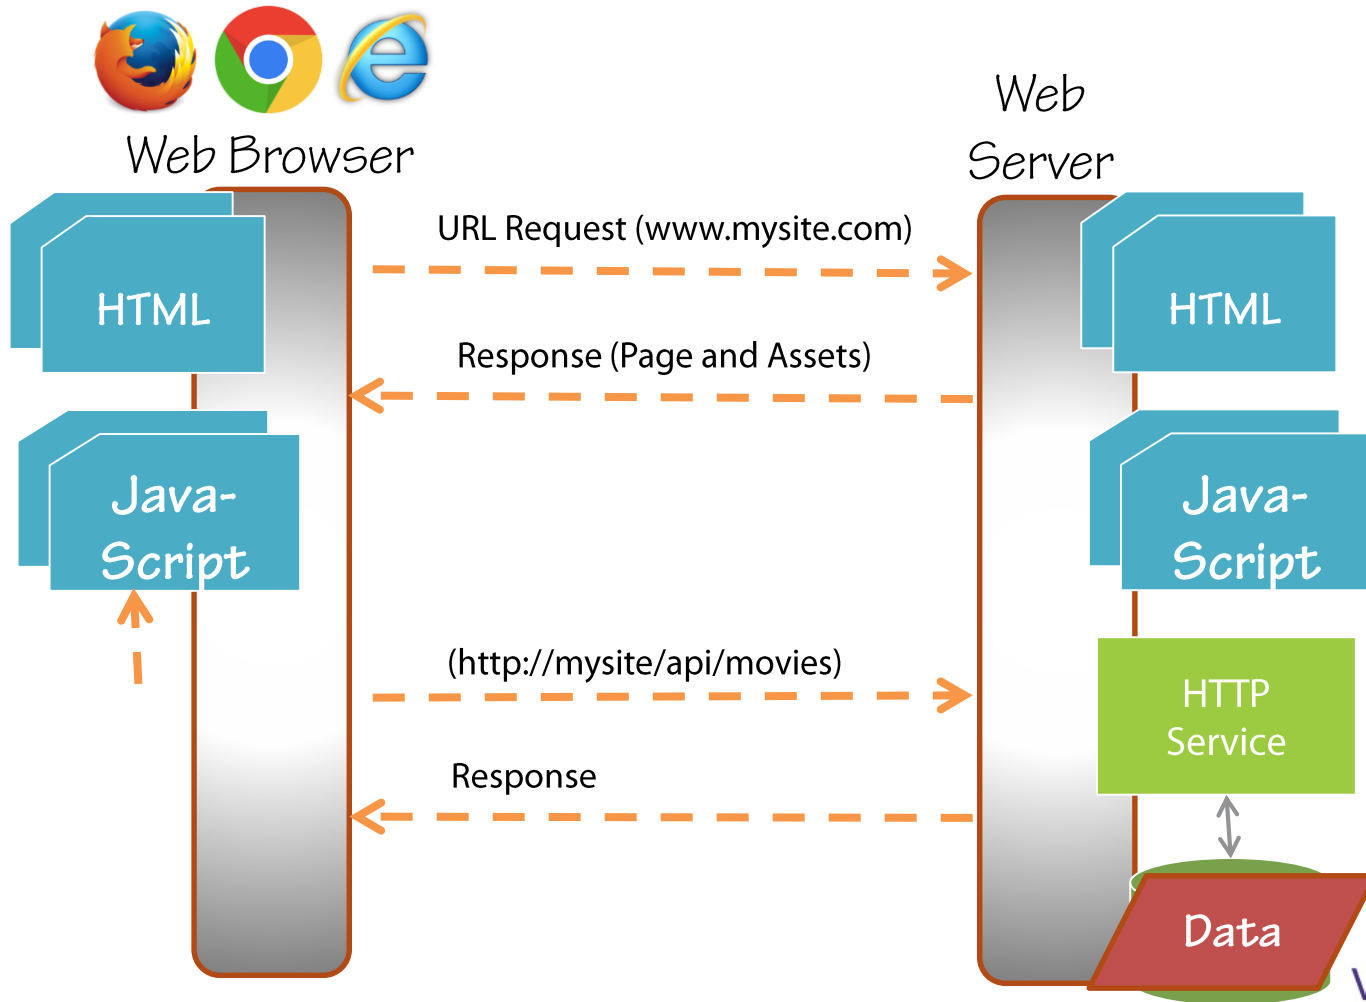 Web Browser
Web
Server
URL Request (www.mysite.com)
HTML
HTML
Response (Page and Assets)
Java-
Script
Java-
Script
(http://mysite/api/movies)
HTTP
Service
Response
Data